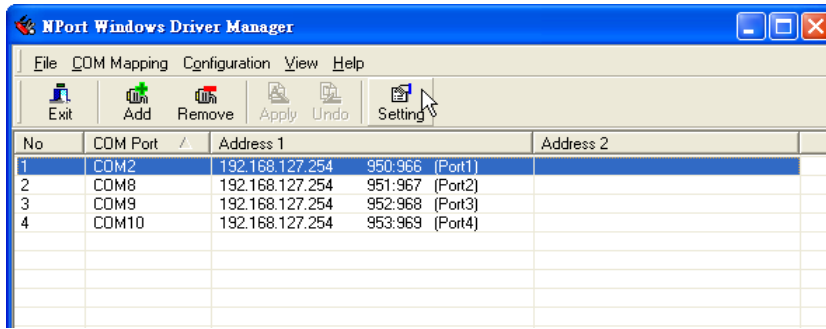 NPort Windows Driver Manager
File COM Mapping Configuration View Help
Exit Add Remove Apply Undo Setting
No COM Port Address 1 Address 2
1 COM2 192.168.127.254 950:966 (Port1)
2 COM8 192.168.127.254 951:967 (Port2)
3 COM9 192.168.127.254 952:968 (Port3)
4 COM10 192.168.127.254 953:969 (Port4)